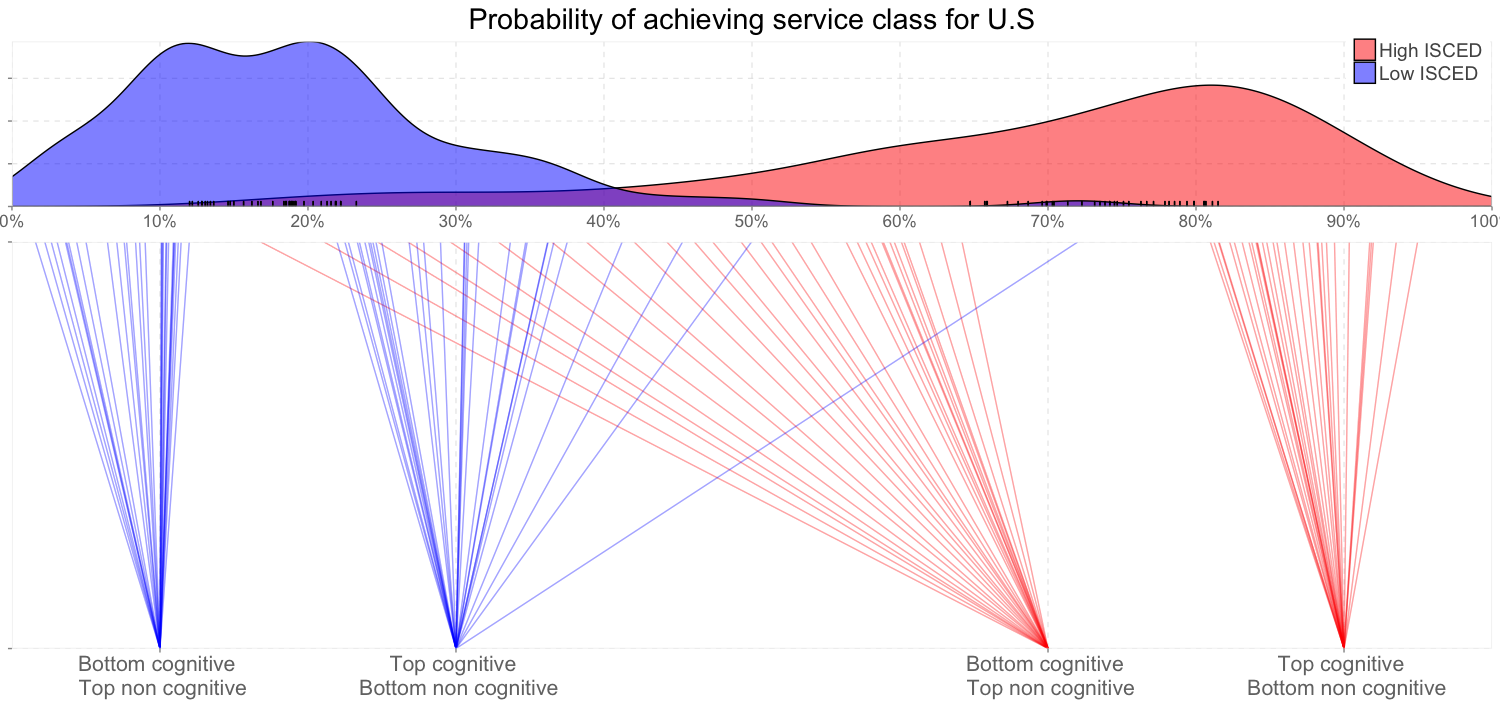 Probability of achieving service class for U.S
High ISCED
Low ISCED
0% 10% 20% 30% 40% 50% 60% 70% 80% 90% 100
Bottom cognitive Top cognitive Bottom cognitive Top cognitive
Top non cognitive Bottom non cognitive Top non cognitive Bottom non cognitive